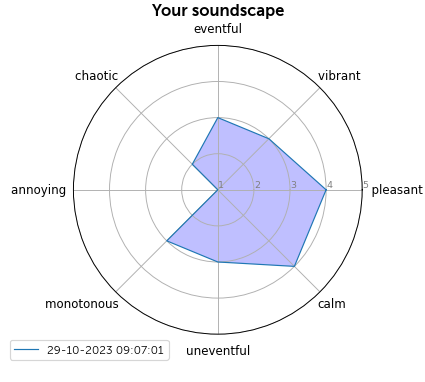 Your soundscape
eventful
chaotic
vibrant
annoying
1 2 3 4 5
pleasant
monotonous
calm
uneventful
29-10-2023 09:07:01